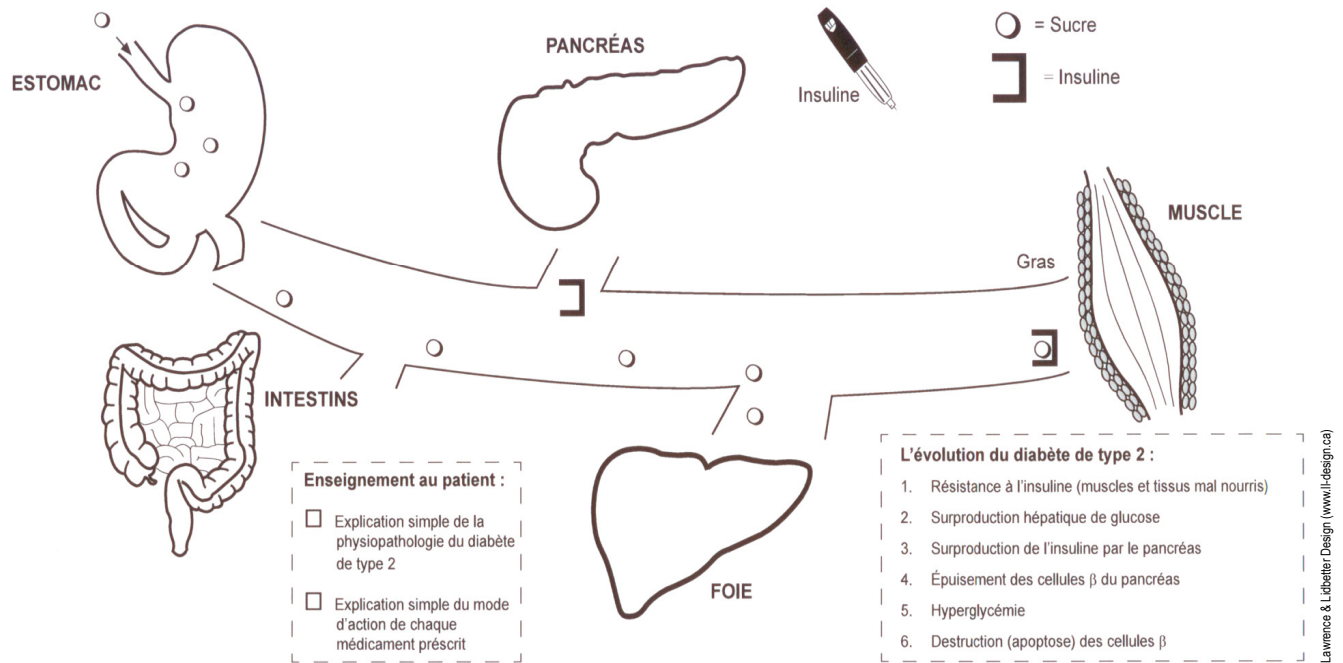 ESTOMAC
PANCRÉAS
Insuline
= Sucre
= Insuline
MUSCLE
Gras
INTESTINS
FOIE
Enseignement au patient :
Explication simple de la
physiopathologie du diabète
de type 2
Explication simple du mode
d'action de chaque
médicament préscrit
L'évolution du diabète de type 2 :
1. Résistance à l'insuline (muscles et tissus mal nourris)
2. Surproduction hépatique de glucose
3. Surproduction de l'insuline par le pancréas
4. Épuisement des cellules β du pancréas
5. Hyperglycémie
6. Destruction (apoptose) des cellules β
Lawrence & Lidbetter Design (www.ll-design.ca)